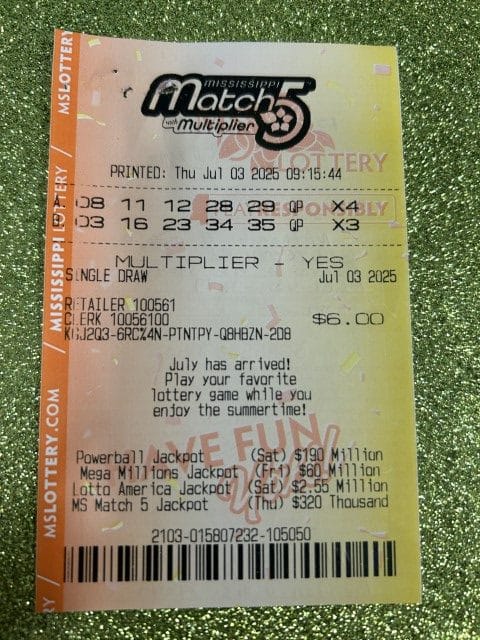 MISSISSIPPI
Match 5
with Multiplier
LOTTERY
PRINTED: Thu Jul 03 2025 09:15:44
A 08 11 12 28 29 QP X4
B 03 16 23 34 35 QP X3
RESPONSIBLY
MULTIPLIER - YES
SINGLE DRAW Jul 03 2025
RETAILER 100561
CLERK 10056100 $6.00
2Q3-6RC%4N-PTNTPY-Q8HBZN-2D8
July has arrived!
Play your favorite
lottery game while you
enjoy the summertime!
HAVE FUN
Powerball Jackpot (Sat) $190 Million
Mega Millions Jackpot (Fri) $60 Million
Lotto America Jackpot (Sat) $2.55 Million
MS Match 5 Jackpot (Thu) $320 Thousand
2103-015807232-105050
MSLOTTERY
MISSISSIPPI LOTTERY
MSLOTTERY.COM